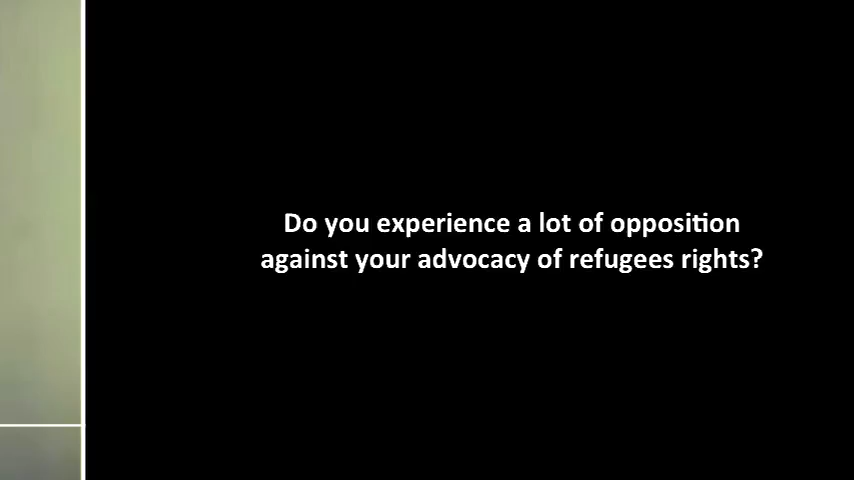 Do you experience a lot of opposition
against your advocacy of refugees rights?